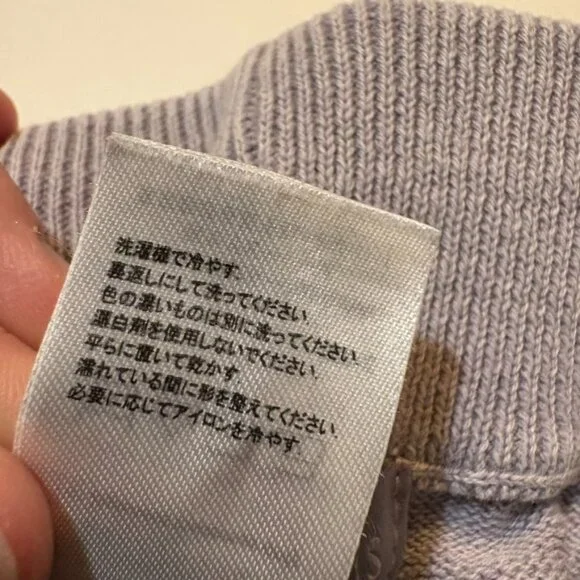 洗濯機で冷やす.
裏返しにして洗ってください.
色の濃いものは別に洗ってください.
漂白剤を使用しないでください.
平らに置いて乾かす
濡れている間に形を整えてください.
必要に応じてアイロンを冷やす.